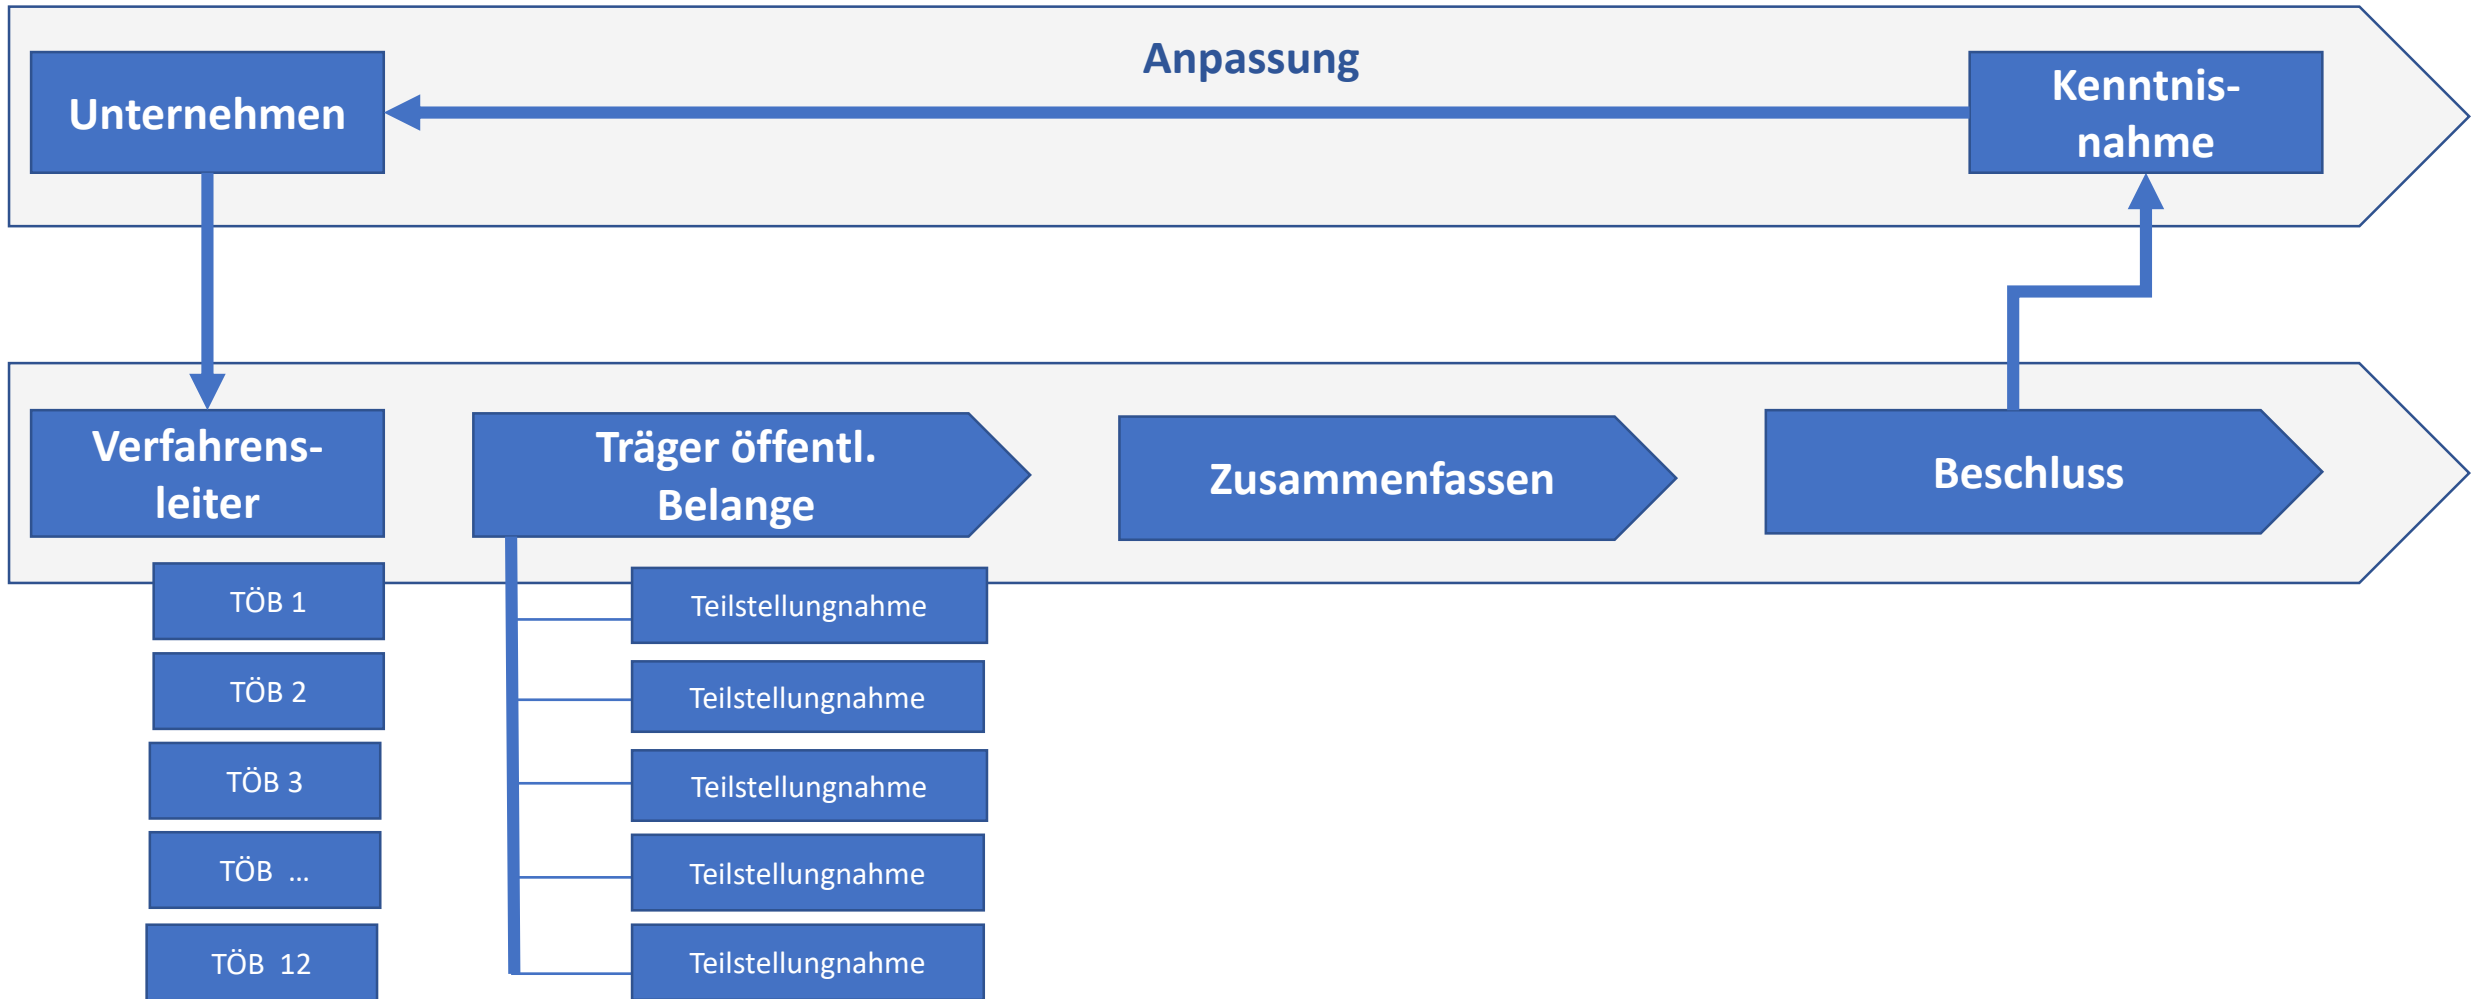 Anpassung
Unternehmen
Kenntnis-
nahme
Verfahrens-
leiter
Träger öffentl.
Belange
Zusammenfassen
Beschluss
TÖB 1
Teilstellungnahme
TÖB 2
Teilstellungnahme
TÖB 3
Teilstellungnahme
TÖB ...
Teilstellungnahme
TÖB 12
Teilstellungnahme